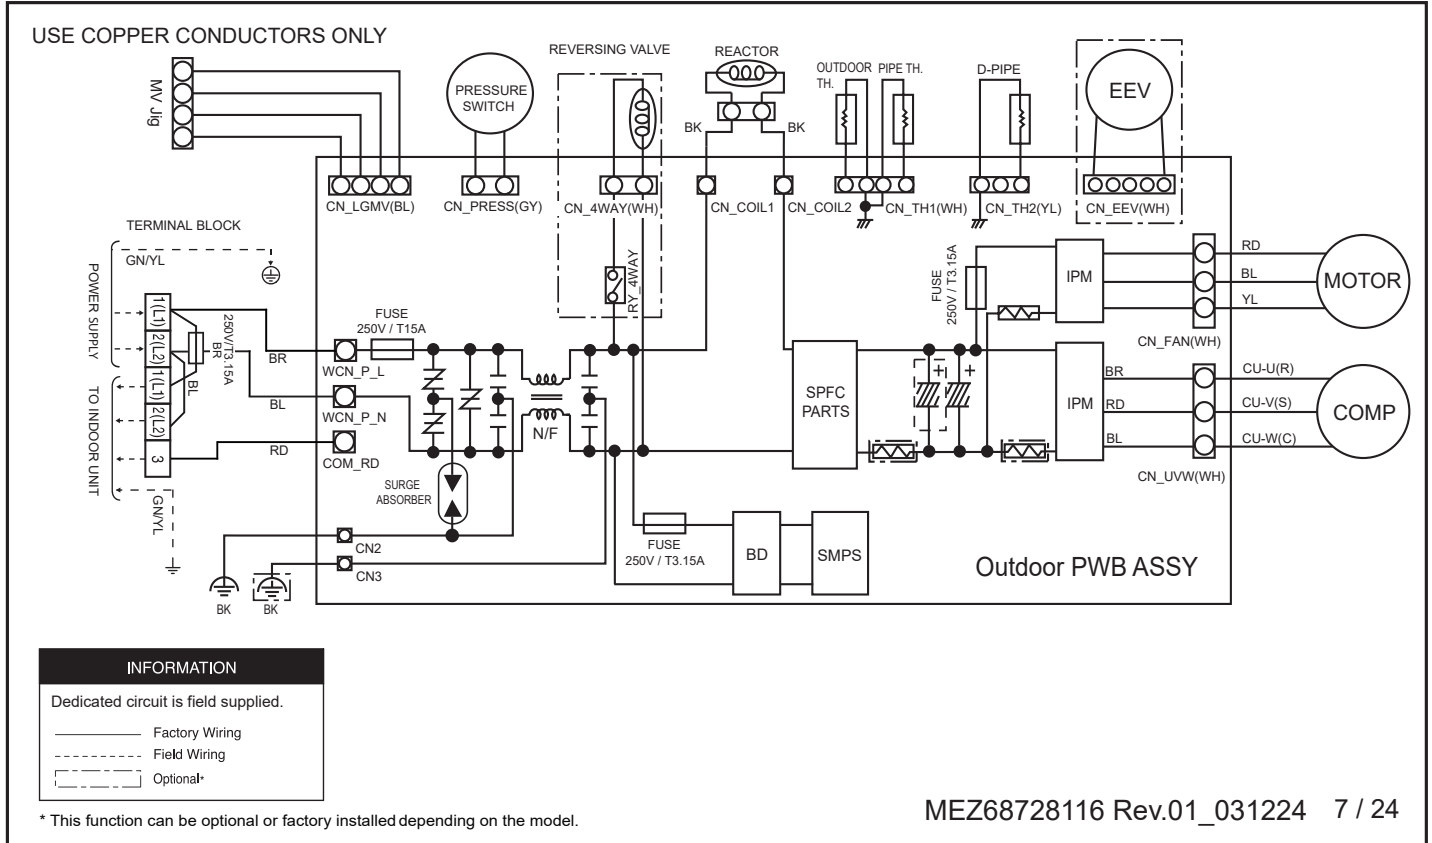 USE COPPER CONDUCTORS ONLY
MV Jig
PRESSURE
SWITCH
REVERSING VALVE
REACTOR
BK
BK
OUTDOOR
TH.
PIPE TH.
D-PIPE
EEV
CN_LGMV(BL)
CN_PRESS(GY)
CN_4WAY(WH)
CN_COIL1
CN_COIL2
CN_TH1(WH)
CN_TH2(YL)
CN_EEV(WH)
TERMINAL BLOCK
GN/YL
POWER SUPPLY
TO INDOOR UNIT
1(L1)
2(L2)
1(L1)
2(L2)
3
250V/T3.15A
BR
BL
GN/YL
BR
BL
RD
WCN_P_L
WCN_P_N
COM_RD
FUSE
250V / T15A
RY_4WAY
N/F
SURGE
ABSORBER
CN2
CN3
BK
BK
FUSE
250V / T3.15A
BD
SMPS
SPFC
PARTS
+
+
FUSE
250V / T3.15A
IPM
IPM
RD
BL
YL
MOTOR
CN_FAN(WH)
BR
RD
BL
CU-U(R)
CU-V(S)
CU-W(C)
COMP
CN_UVW(WH)
Outdoor PWB ASSY
INFORMATION
Dedicated circuit is field supplied.
Factory Wiring
Field Wiring
Optional*
* This function can be optional or factory installed depending on the model.
MEZ68728116 Rev.01_031224 7 / 24